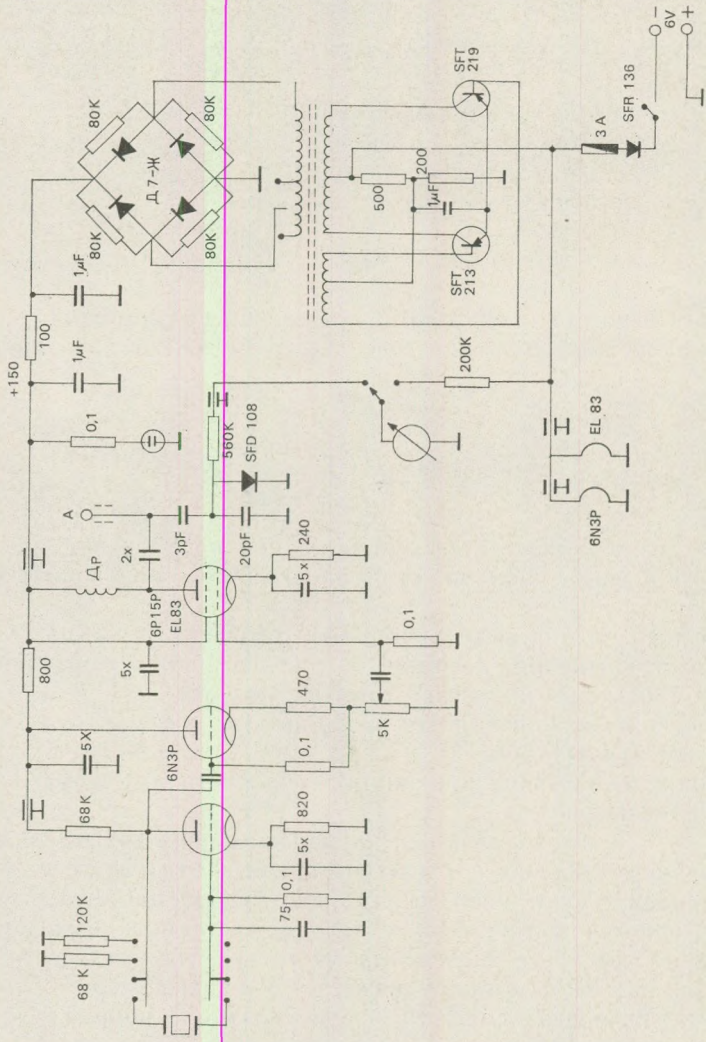 68 K
120K
68K
5X
800
+150
100
1µF
1µF
80K
80K
80K
80K
Д7-Ж
0,1
A
Др
2x
6P15P
EL83
5x
3pF
20pF
560K
SFD 108
6N3P
75
0,1
5x
820
0,1
470
5K
0,1
5x
240
200K
500
200
1µF
SFT
213
SFT
219
3 A
SFR 136
-
6V
+
6N3P
EL 83